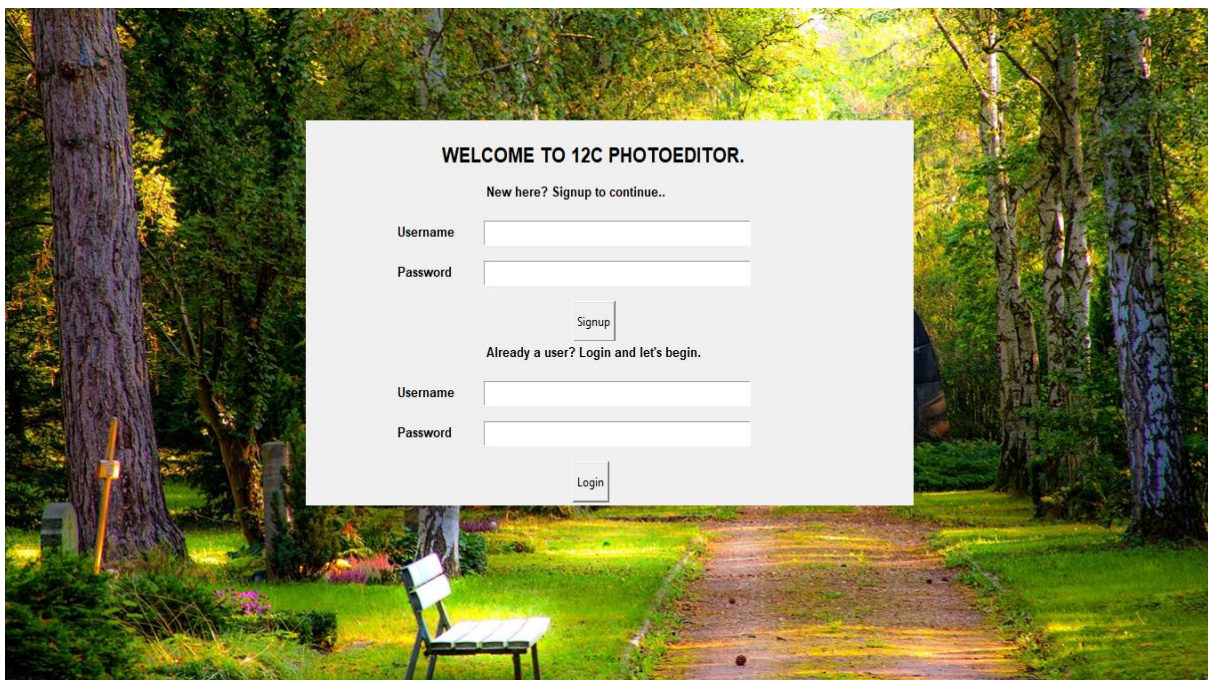 WELCOME TO 12C PHOTOEDITOR.
New here? Signup to continue..
Username
Password
Signup
Already a user? Login and let's begin.
Username
Password
Login